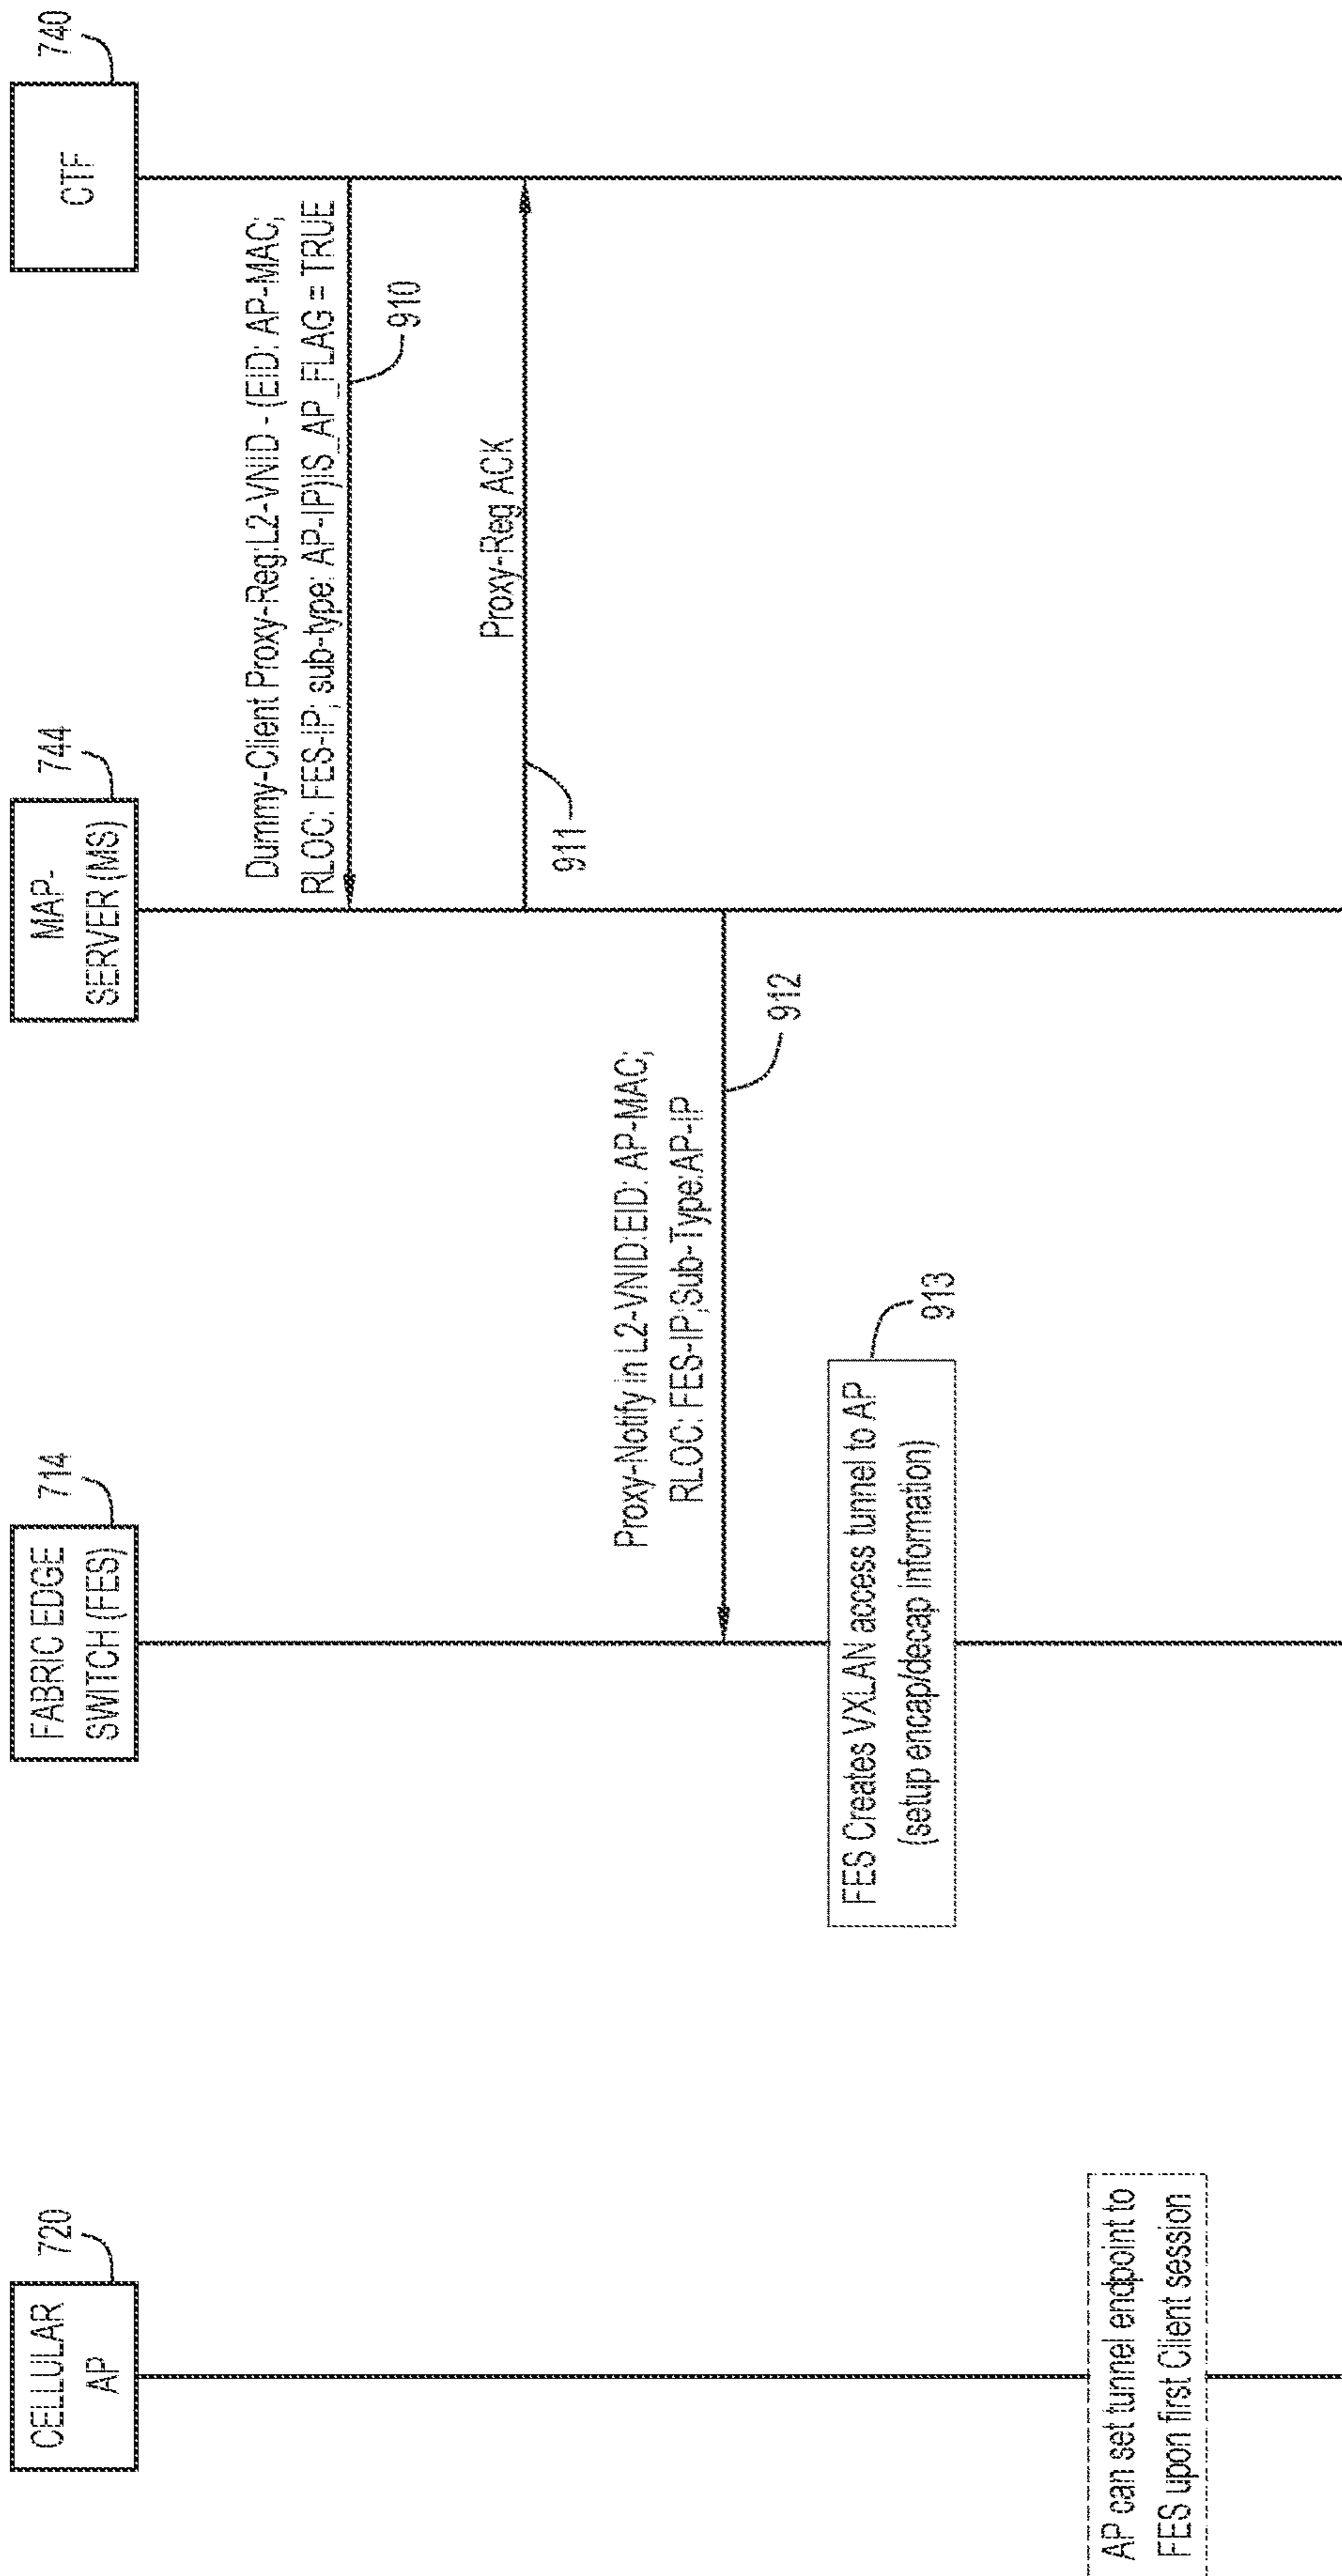 CELLULAR
AP
720
FABRIC EDGE
SWITCH (FES)
714
MAP-
SERVER (MS)
744
CTF
740
Dummy-Client Proxy-Reg:L2-VNID - (EID: AP-MAC;
RLOC: FES-IP; sub-type: AP-IP)IS_AP_FLAG = TRUE
910
Proxy-Reg ACK
911
Proxy-Notify in L2-VNID:EID: AP-MAC;
RLOC: FES-IP;Sub-Type:AP-IP
912
FES Creates VXLAN access tunnel to AP
(setup encap/decap information)
913
AP can set tunnel endpoint to
FES upon first Client session